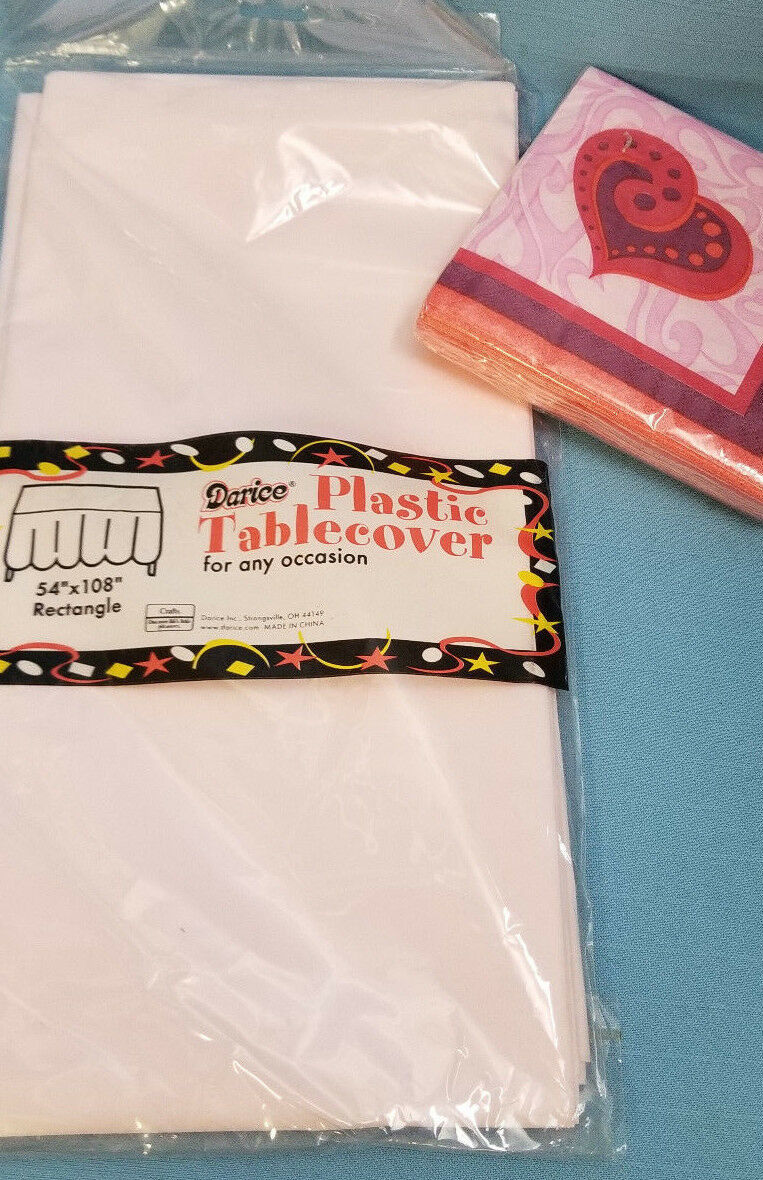 Darice® Plastic
Tablecover
for any occasion
54"x108"
Rectangle
Crafts
Darice Inc., Strongsville, OH 44149
www.darice.com MADE IN CHINA